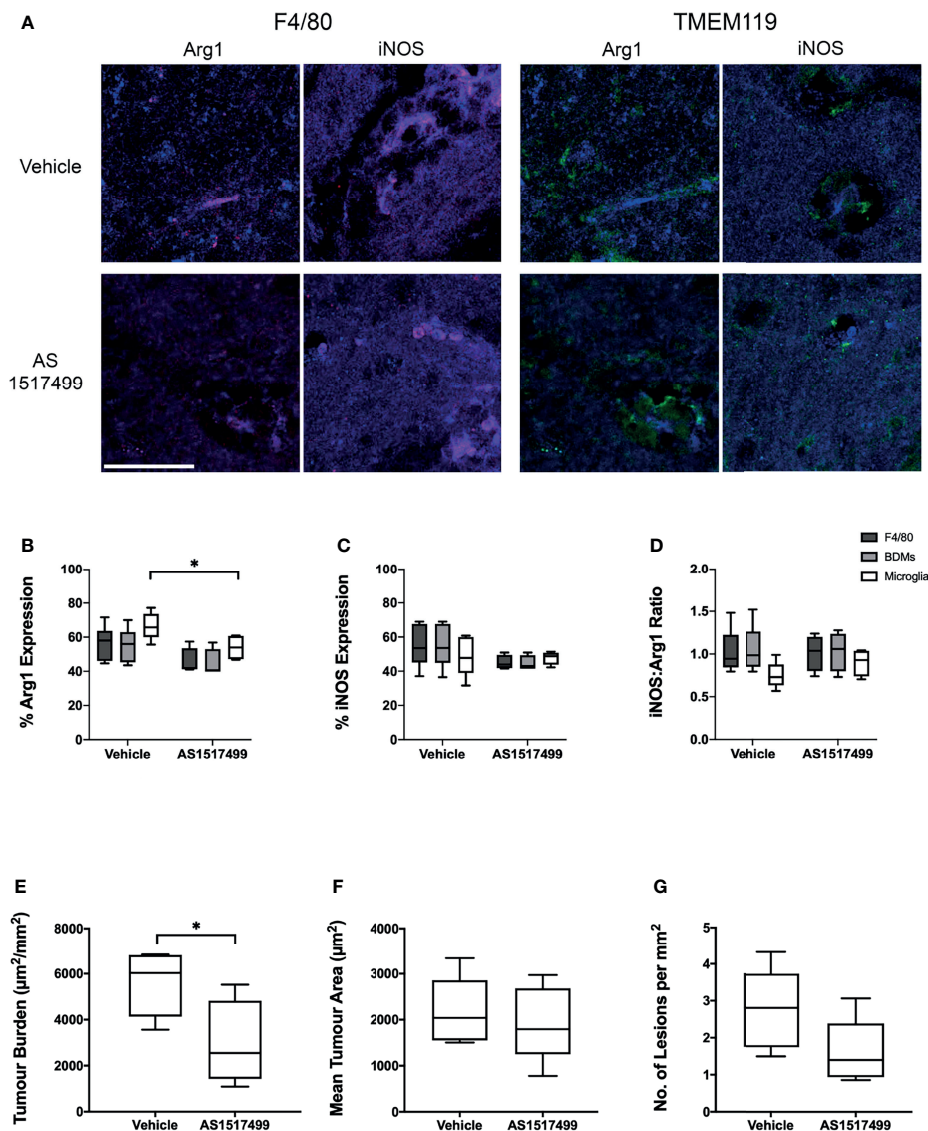 A
F4/80
TMEM119
Arg1
iNOS
Arg1
iNOS
Vehicle
AS
1517499
B
% Arg1 Expression
100
80
60
40
20
0
*
Vehicle
AS1517499
C
% iNOS Expression
100
80
60
40
20
0
Vehicle
AS1517499
D
iNOS:Arg1 Ratio
2.0
1.5
1.0
0.5
0.0
F4/80
BDMs
Microglia
Vehicle
AS1517499
E
Tumour Burden (µm²/mm²)
8000
6000
4000
2000
0
*
Vehicle
AS1517499
F
Mean Tumour Area (µm²)
4000
3000
2000
1000
0
Vehicle
AS1517499
G
No. of Lesions per mm²
5
4
3
2
1
0
Vehicle
AS1517499